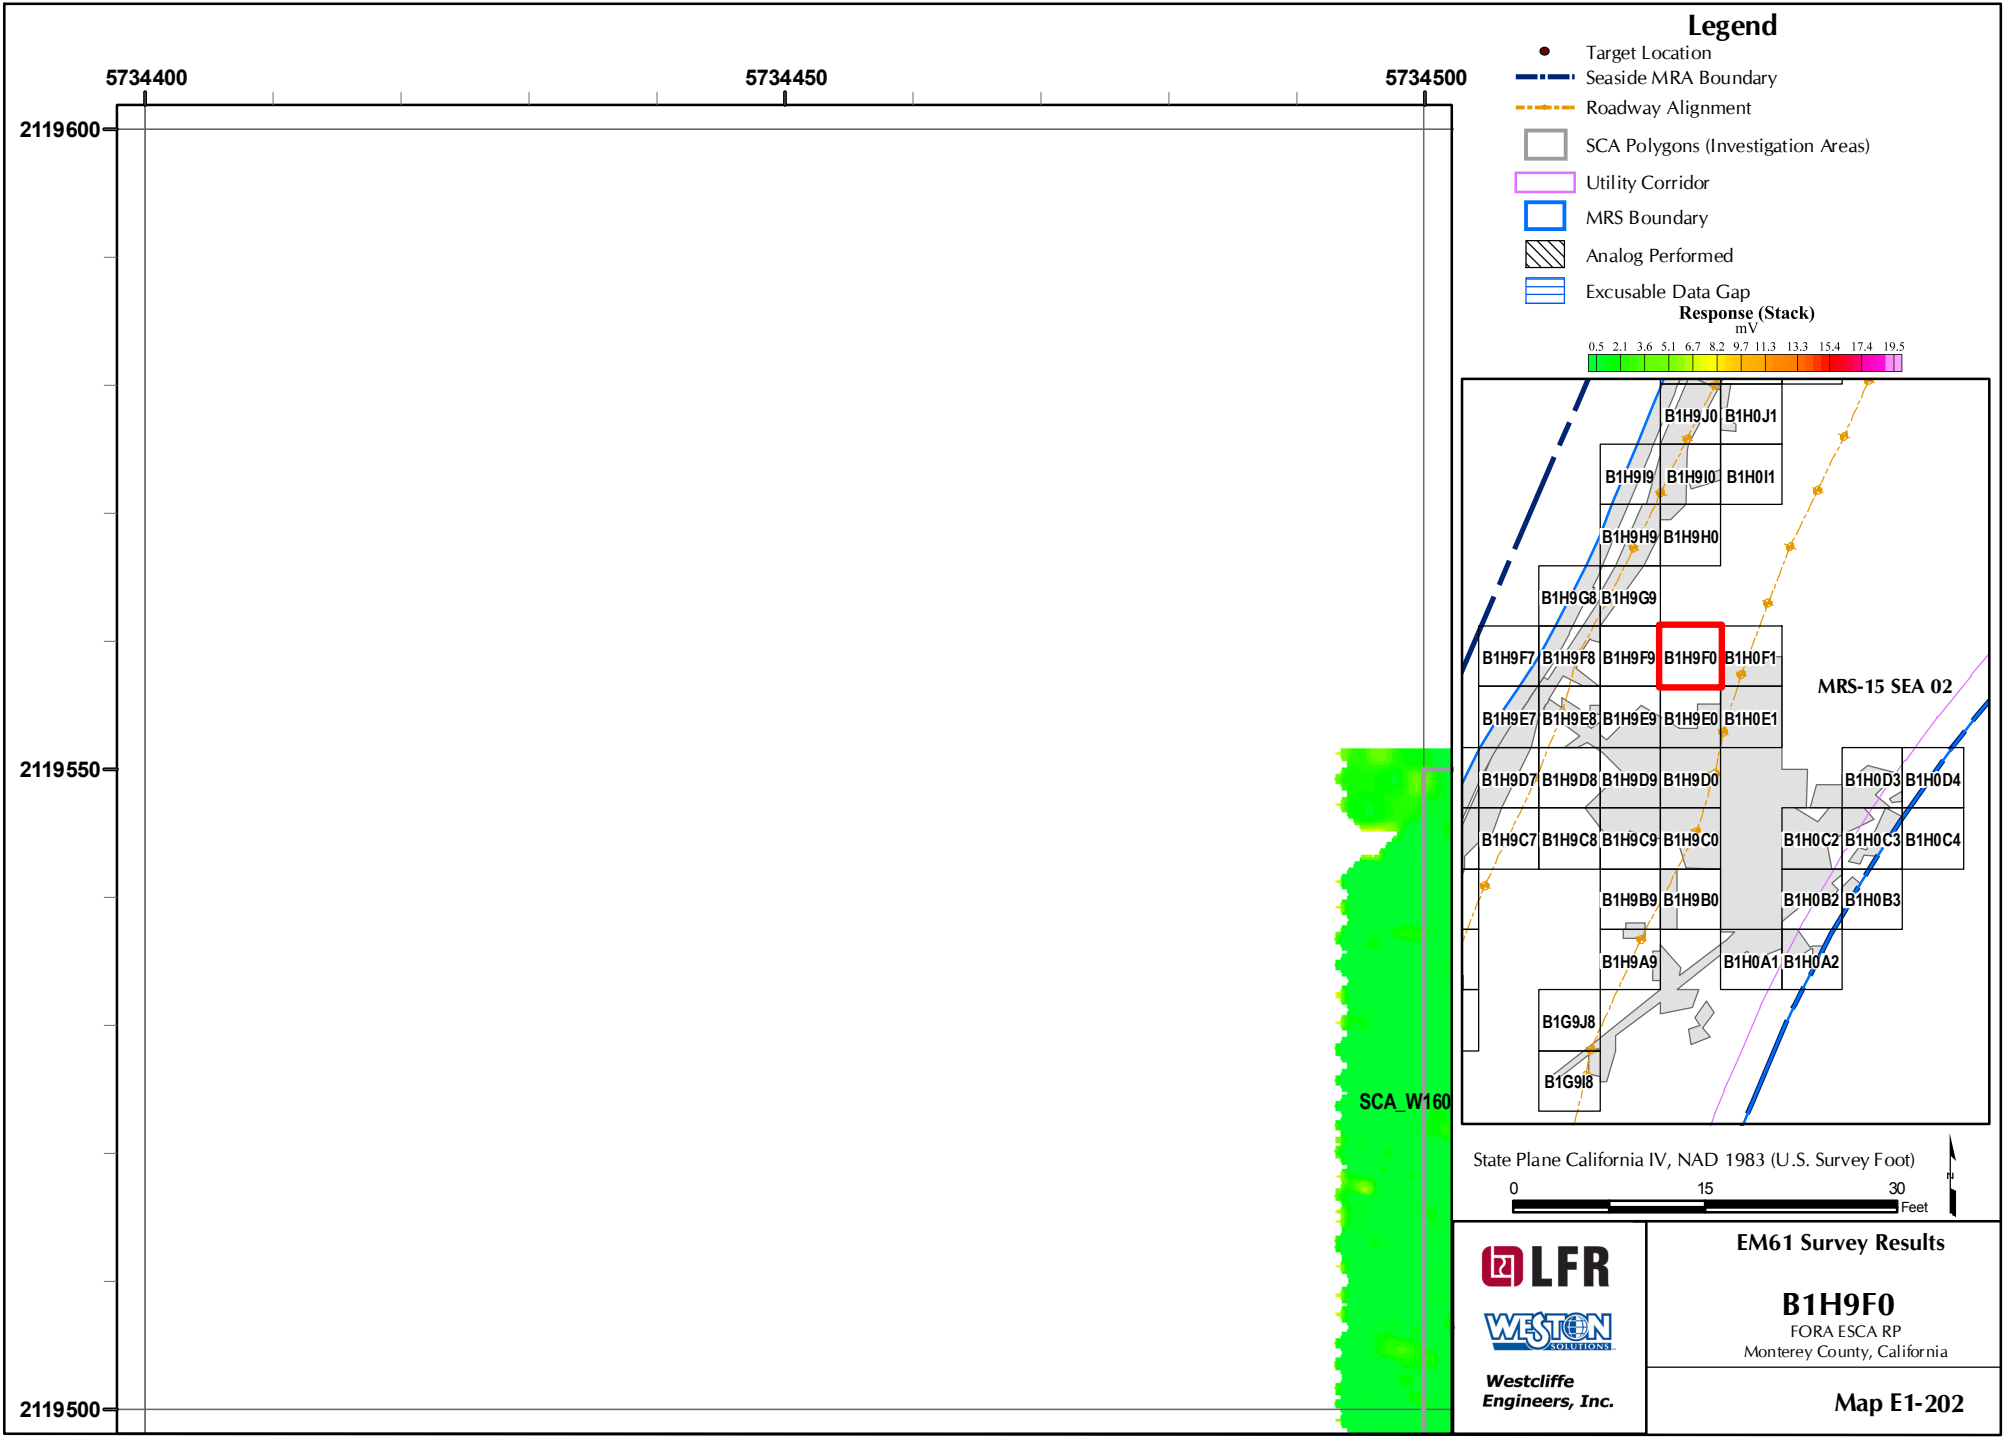 Legend
Target Location
Seaside MRA Boundary
Roadway Alignment
SCA Polygons (Investigation Areas)
Utility Corridor
MRS Boundary
Analog Performed
Excusable Data Gap
Response (Stack)
mV
0.5 2.1 3.6 5.1 6.7 8.2 9.7 11.3 13.3 15.4 17.4 19.5
5734400 5734450 5734500
2119600
2119550
2119500
SCA_W160
B1H9J0 B1H0J1
B1H9I9 B1H9I0 B1H0I1
B1H9H9 B1H9H0
B1H9G8 B1H9G9
B1H9F7 B1H9F8 B1H9F9 B1H9F0 B1H0F1
MRS-15 SEA 02
B1H9E7 B1H9E8 B1H9E9 B1H9E0 B1H0E1
B1H9D7 B1H9D8 B1H9D9 B1H9D0 B1H0D3 B1H0D4
B1H9C7 B1H9C8 B1H9C9 B1H9C0 B1H0C2 B1H0C3 B1H0C4
B1H9B9 B1H9B0 B1H0B2 B1H0B3
B1H9A9 B1H0A1 B1H0A2
B1G9J8
B1G9I8
State Plane California IV, NAD 1983 (U.S. Survey Foot)
0 15 30
Feet
N
LFR
WESTON
SOLUTIONS
Westcliffe
Engineers, Inc.
EM61 Survey Results
B1H9F0
FORA ESCA RP
Monterey County, California
Map E1-202